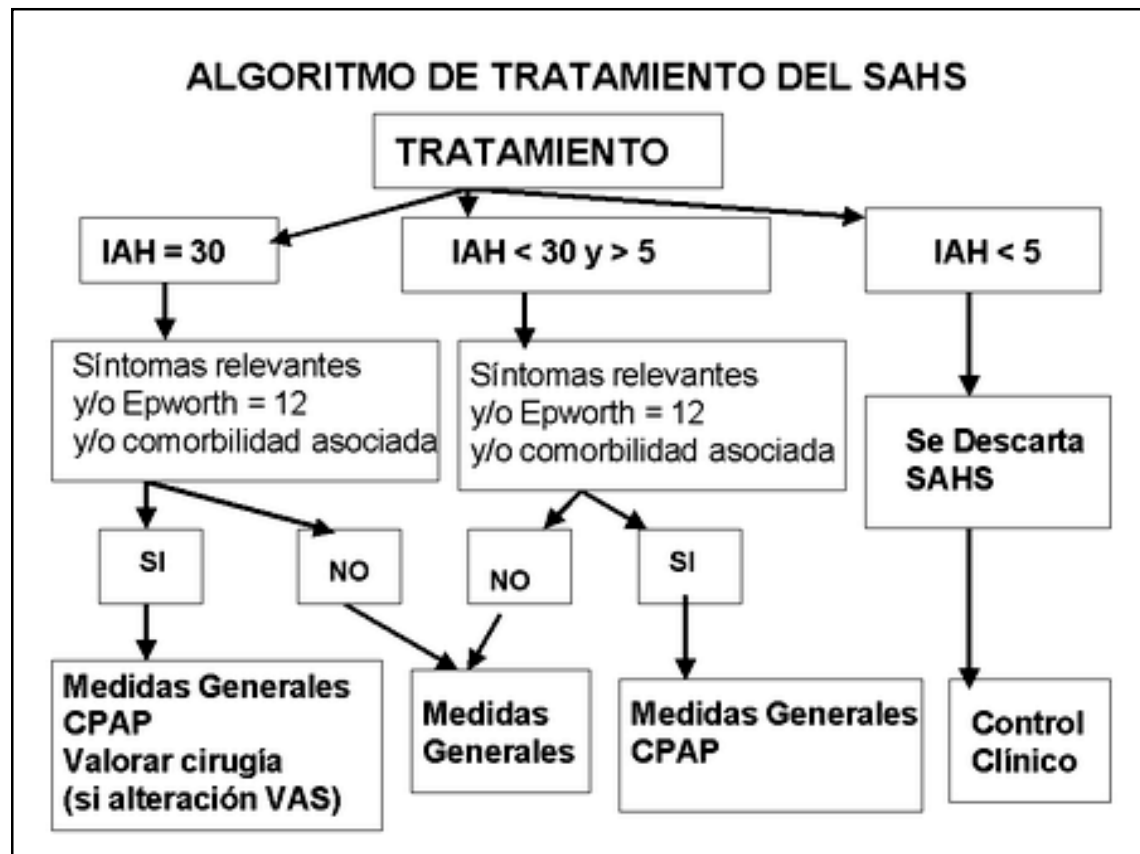 ALGORITMO DE TRATAMIENTO DEL SAHS
TRATAMIENTO
IAH = 30
IAH < 30 y > 5
IAH < 5
Síntomas relevantes
y/o Epworth = 12
y/o comorbilidad asociada
Síntomas relevantes
y/o Epworth = 12
y/o comorbilidad asociada
Se Descarta
SAHS
SI
NO
NO
SI
Medidas Generales
CPAP
Valorar cirugía
(si alteración VAS)
Medidas
Generales
Medidas Generales
CPAP
Control
Clínico